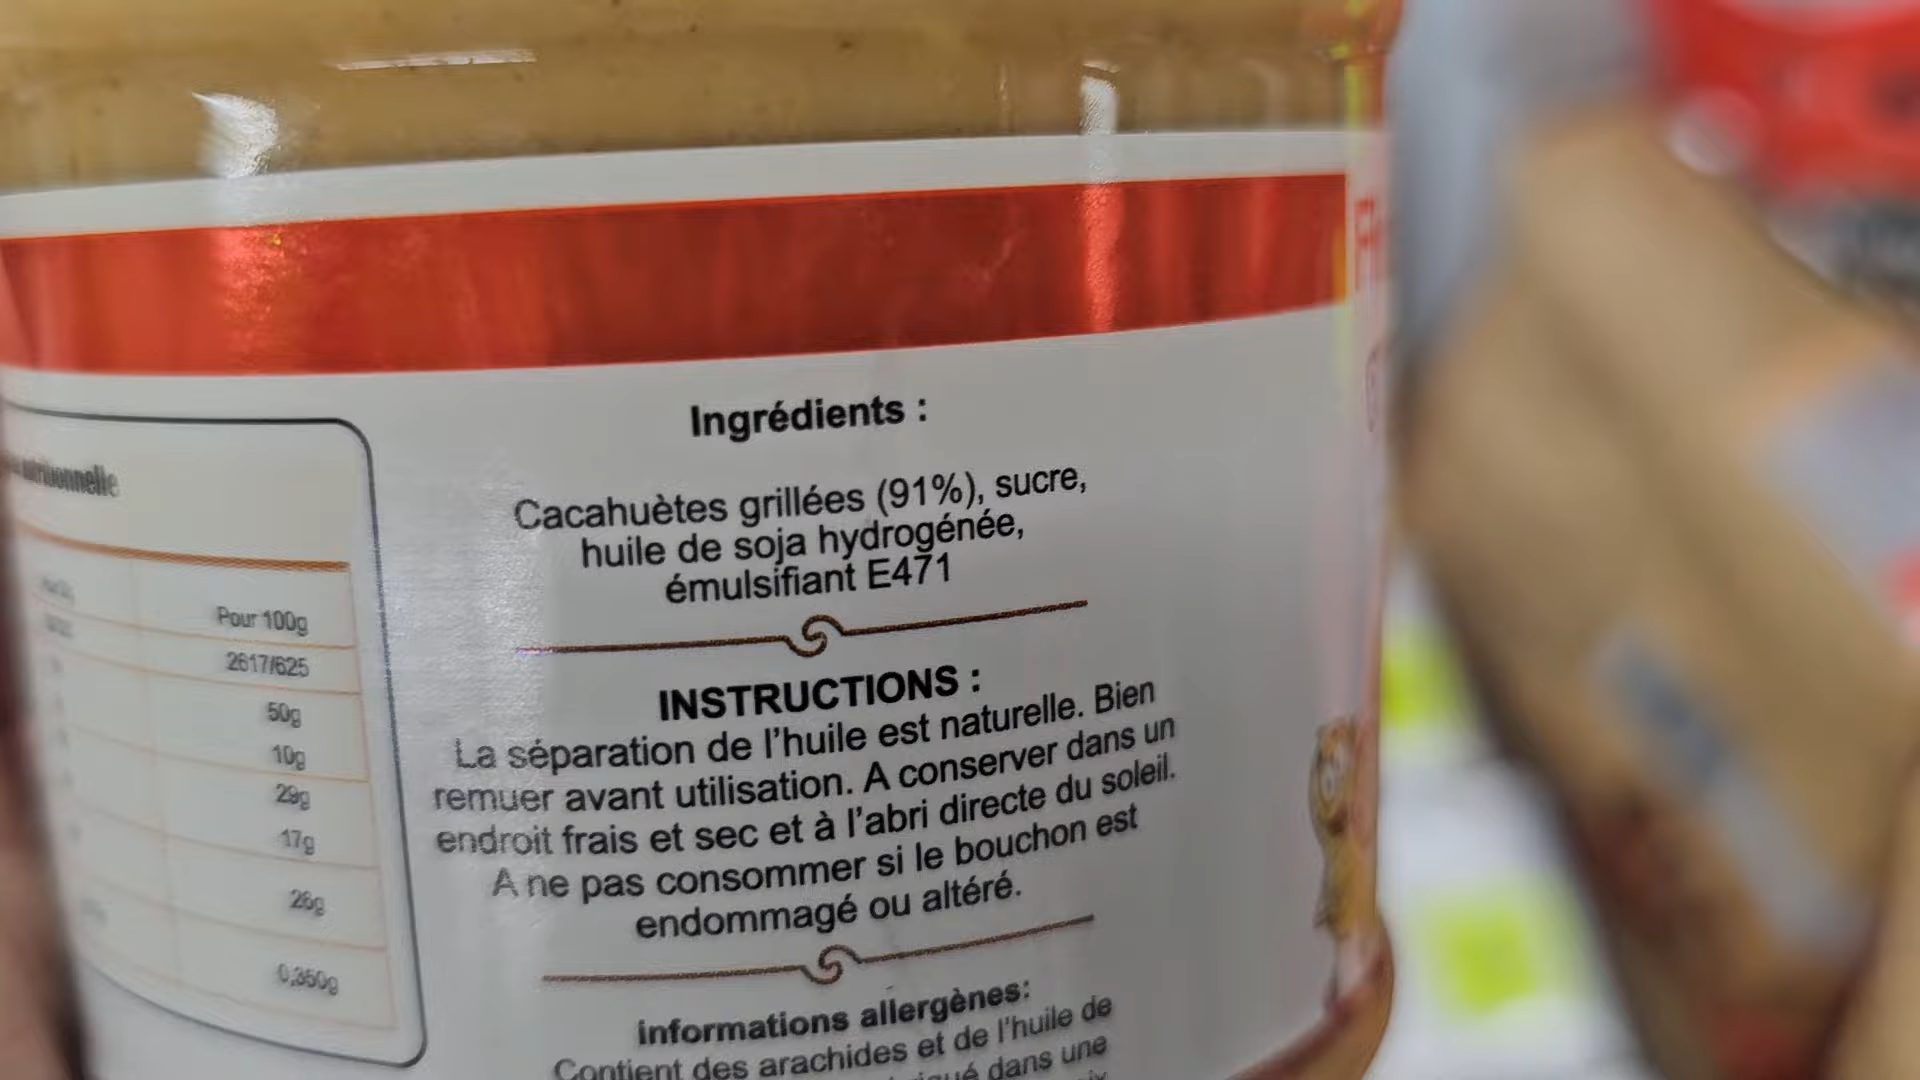 nutritionnelle
Pour 100g
2617/625
50g
10g
29g
17g
26g
0,350g
Ingrédients :
Cacahuètes grillées (91%), sucre,
huile de soja hydrogénée,
émulsifiant E471
INSTRUCTIONS :
La séparation de l'huile est naturelle. Bien
remuer avant utilisation. A conserver dans un
endroit frais et sec et à l'abri directe du soleil.
A ne pas consommer si le bouchon est
endommagé ou altéré.
informations allergènes:
Contient des arachides et de l'huile de
dans une